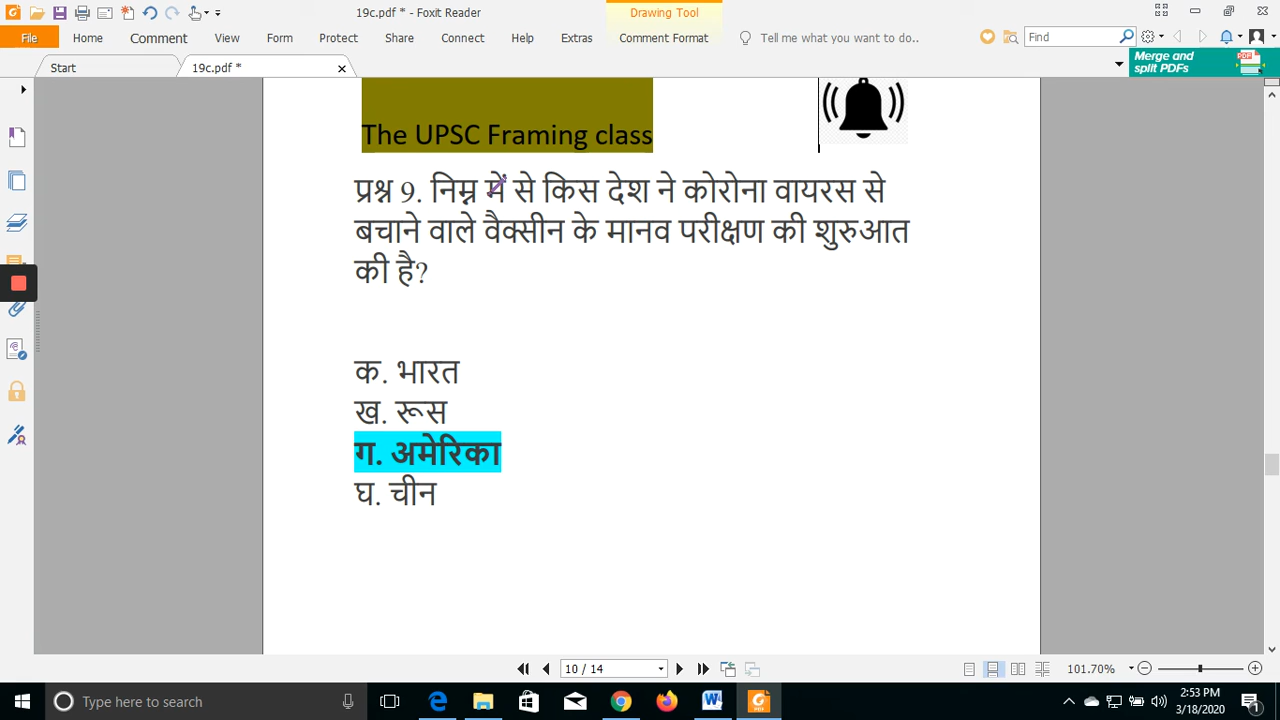 19c.pdf * - Foxit Reader
Drawing Tool
File Home Comment View Form Protect Share Connect Help Extras Comment Format Tell me what you want to do.. Find
Start 19c.pdf * Merge and split PDFs
The UPSC Framing class
प्रश्न 9. निम्न में से किस देश ने कोरोना वायरस से
बचाने वाले वैक्सीन के मानव परीक्षण की शुरुआत
की है?
क. भारत
ख. रूस
ग. अमेरिका
घ. चीन
10 / 14 101.70%
Type here to search
2:53 PM
3/18/2020
1